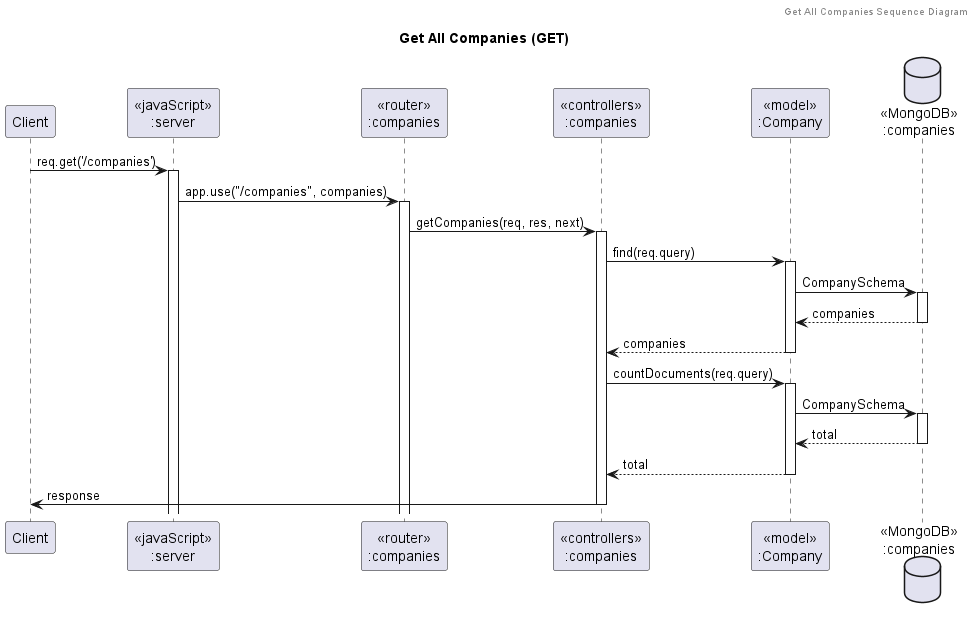 Get All Companies Sequence Diagram
Get All Companies (GET)
Client
«javaScript»
:server
«router»
:companies
«controllers»
:companies
«model»
:Company
«MongoDB»
:companies
req.get('/companies')
app.use("/companies", companies)
getCompanies(req, res, next)
find(req.query)
CompanySchema
companies
companies
countDocuments(req.query)
CompanySchema
total
total
response
Client
«javaScript»
:server
«router»
:companies
«controllers»
:companies
«model»
:Company
«MongoDB»
:companies